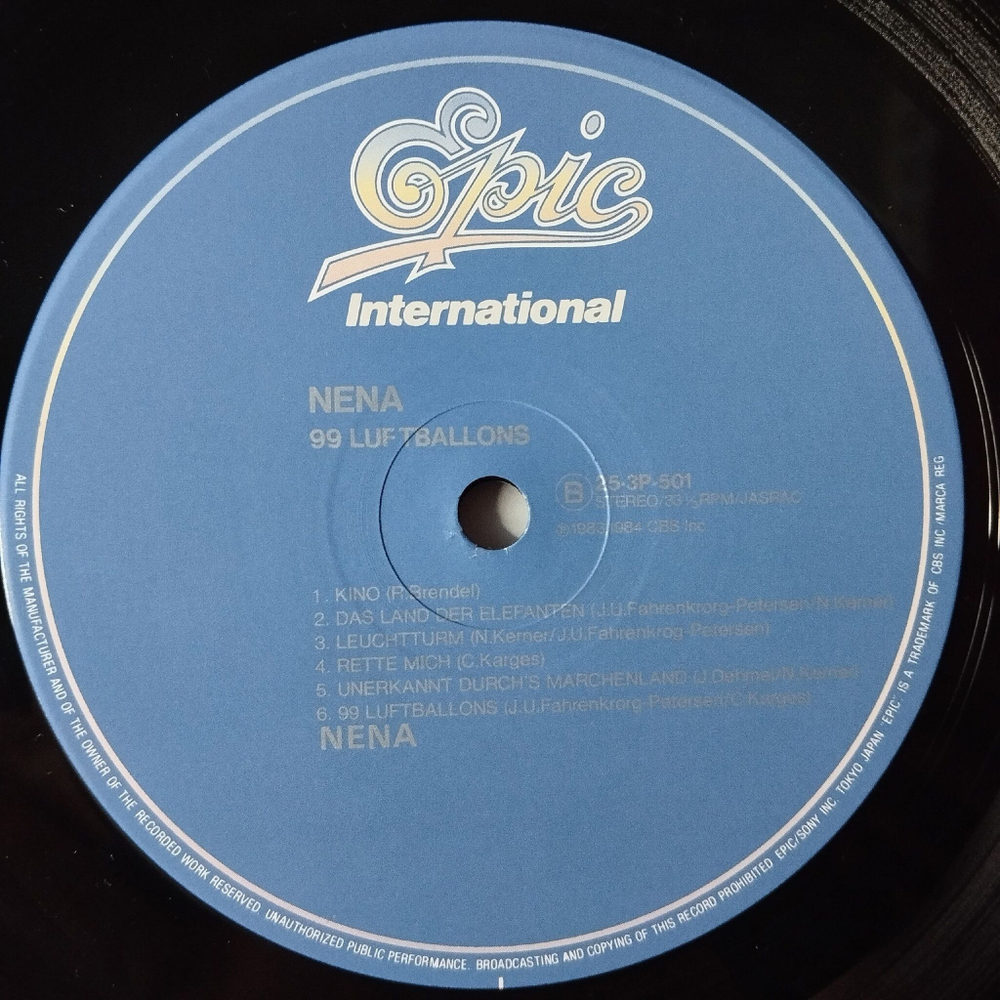 Epic
International
NENA
99 LUFTBALLONS
B 25·3P-501
STEREO/33⅓RPM/JASRAC
℗1983/1984 CBS Inc
1. KINO (R.Brendel)
2. DAS LAND DER ELEFANTEN (J.U.Fahrenkrorg-Petersen/N.Kerner)
3. LEUCHTTURM (N.Kerner/J.U.Fahrenkrog-Petersen)
4. RETTE MICH (C.Karges)
5. UNERKANNT DURCH'S MARCHENLAND (J.Dehmel/N.Kerner)
6. 99 LUFTBALLONS (J.U.Fahrenkrorg-Petersen/C.Karges)
NENA
ALL RIGHTS OF THE MANUFACTURER AND OF THE OWNER OF THE RECORDED WORK RESERVED. UNAUTHORIZED PUBLIC PERFORMANCE. BROADCASTING AND COPYING OF THIS RECORD PROHIBITED EPIC/SONY INC. TOKYO JAPAN "EPIC" IS A TRADEMARK OF CBS INC /MARCA REG